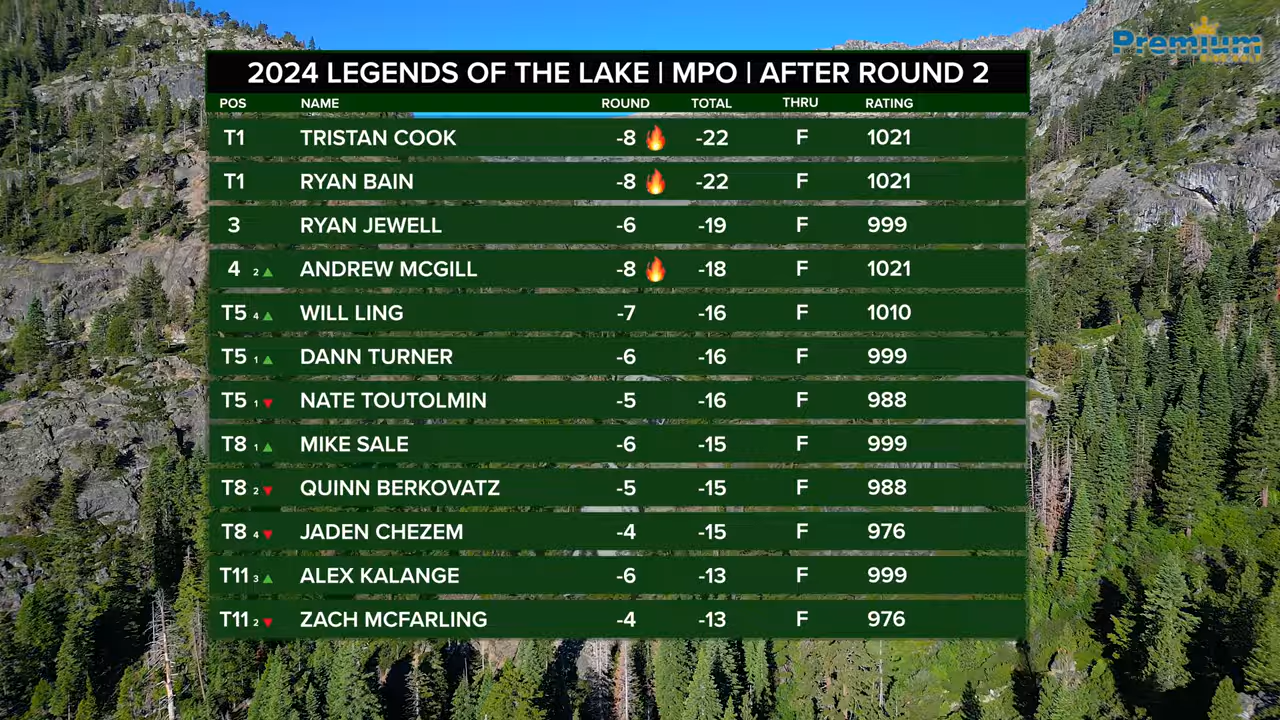 Premium
2024 LEGENDS OF THE LAKE | MPO | AFTER ROUND 2
POS NAME ROUND TOTAL THRU RATING
T1 TRISTAN COOK -8 🔥 -22 F 1021
T1 RYAN BAIN -8 🔥 -22 F 1021
3 RYAN JEWELL -6 -19 F 999
4 2 ▲ ANDREW MCGILL -8 🔥 -18 F 1021
T5 4 ▲ WILL LING -7 -16 F 1010
T5 1 ▲ DANN TURNER -6 -16 F 999
T5 1 ▼ NATE TOUTOLMIN -5 -16 F 988
T8 1 ▲ MIKE SALE -6 -15 F 999
T8 2 ▼ QUINN BERKOVATZ -5 -15 F 988
T8 4 ▼ JADEN CHEZEM -4 -15 F 976
T11 3 ▲ ALEX KALANGE -6 -13 F 999
T11 2 ▼ ZACH MCFARLING -4 -13 F 976